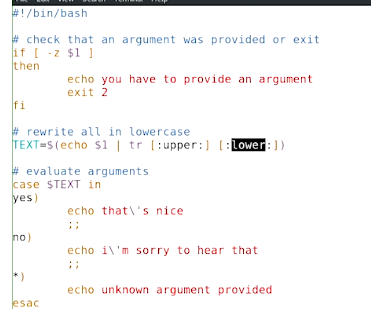 #!/bin/bash
# check that an argument was provided or exit
if [ -z $1 ]
then
echo you have to provide an argument
exit 2
fi
# rewrite all in lowercase
TEXT=$(echo $1 | tr [:upper:] [:lower:])
# evaluate arguments
case $TEXT in
yes)
echo that\'s nice
;;
no)
echo i\'m sorry to hear that
;;
*)
echo unknown argument provided
esac